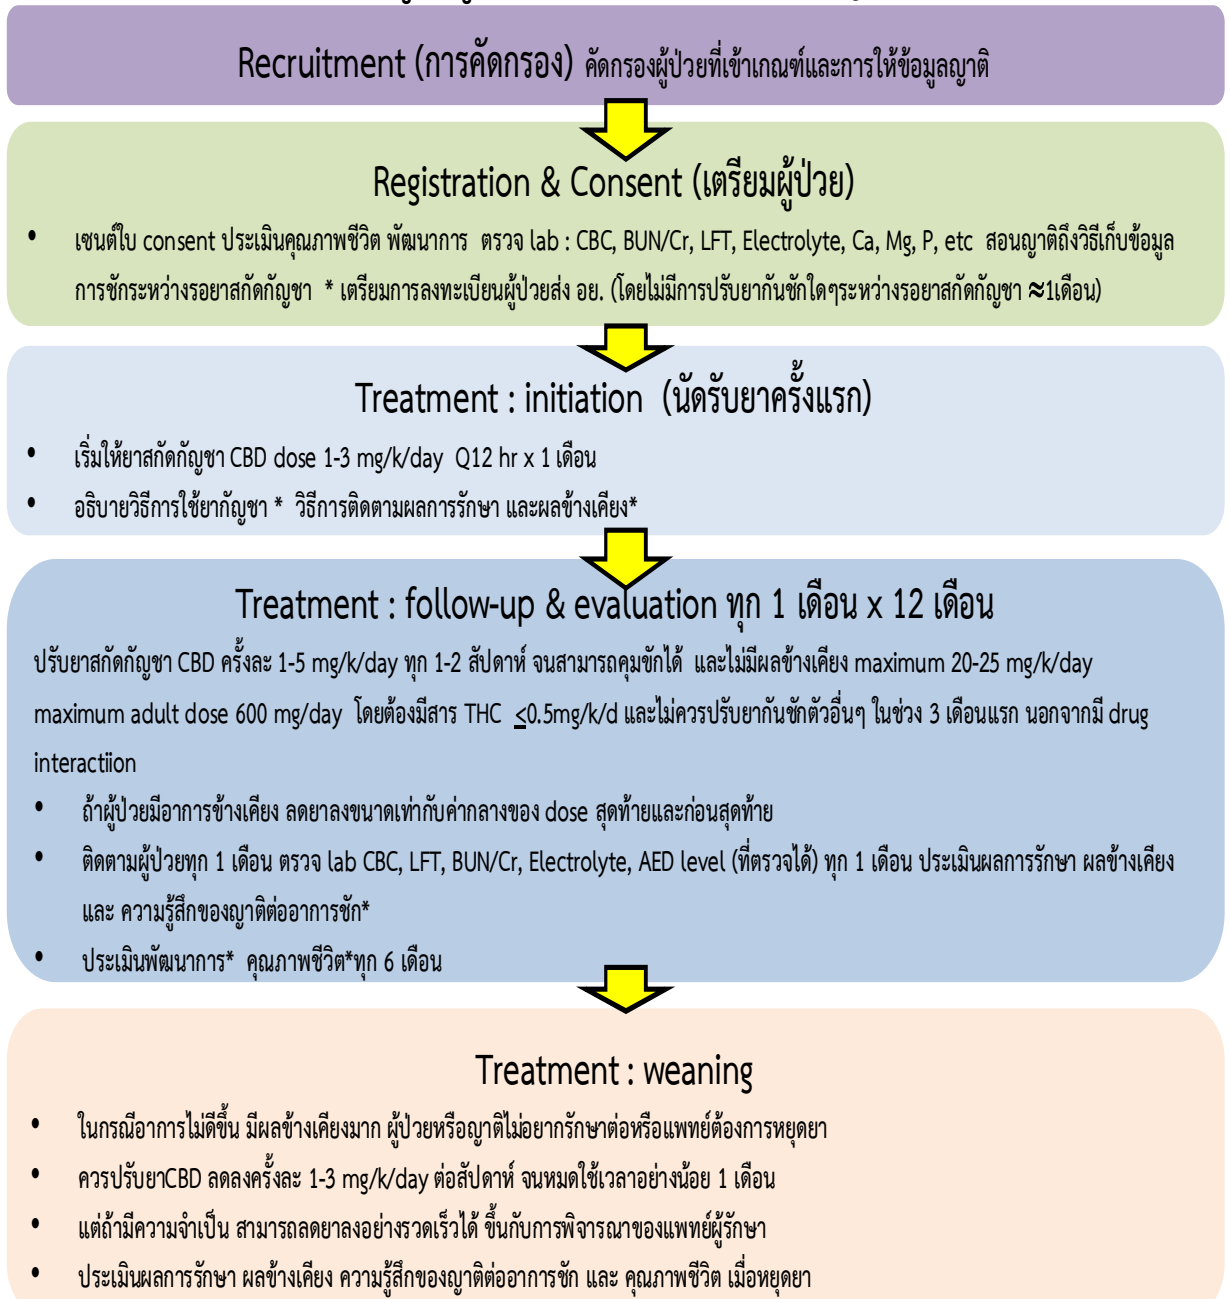 Recruitment (การคัดกรอง) คัดกรองผู้ป่วยที่เข้าเกณฑ์และการให้ข้อมูลญาติ
Registration & Consent (เตรียมผู้ป่วย)
• เซนต์ใบ consent ประเมินคุณภาพชีวิต พัฒนาการ ตรวจ lab : CBC, BUN/Cr, LFT, Electrolyte, Ca, Mg, P, etc สอนญาติถึงวิธีเก็บข้อมูล
การชักระหว่างรอยาสกัดกัญชา * เตรียมการลงทะเบียนผู้ป่วยส่ง อย. (โดยไม่มีการปรับยากันชักใดๆระหว่างรอยาสกัดกัญชา ≈1เดือน)
Treatment : initiation (นัดรับยาครั้งแรก)
• เริ่มให้ยาสกัดกัญชา CBD dose 1-3 mg/k/day Q12 hr x 1 เดือน
• อธิบายวิธีการใช้ยากัญชา * วิธีการติดตามผลการรักษา และผลข้างเคียง*
Treatment : follow-up & evaluation ทุก 1 เดือน x 12 เดือน
ปรับยาสกัดกัญชา CBD ครั้งละ 1-5 mg/k/day ทุก 1-2 สัปดาห์ จนสามารถคุมชักได้ และไม่มีผลข้างเคียง maximum 20-25 mg/k/day
maximum adult dose 600 mg/day โดยต้องมีสาร THC ≤0.5mg/k/d และไม่ควรปรับยากันชักตัวอื่นๆ ในช่วง 3 เดือนแรก นอกจากมี drug
interactiion
• ถ้าผู้ป่วยมีอาการข้างเคียง ลดยาลงขนาดเท่ากับค่ากลางของ dose สุดท้ายและก่อนสุดท้าย
• ติดตามผู้ป่วยทุก 1 เดือน ตรวจ lab CBC, LFT, BUN/Cr, Electrolyte, AED level (ที่ตรวจได้) ทุก 1 เดือน ประเมินผลการรักษา ผลข้างเคียง
และ ความรู้สึกของญาติต่ออาการชัก*
• ประเมินพัฒนาการ* คุณภาพชีวิต*ทุก 6 เดือน
Treatment : weaning
• ในกรณีอาการไม่ดีขึ้น มีผลข้างเคียงมาก ผู้ป่วยหรือญาติไม่อยากรักษาต่อหรือแพทย์ต้องการหยุดยา
• ควรปรับยาCBD ลดลงครั้งละ 1-3 mg/k/day ต่อสัปดาห์ จนหมดใช้เวลาอย่างน้อย 1 เดือน
• แต่ถ้ามีความจำเป็น สามารถลดยาลงอย่างรวดเร็วได้ ขึ้นกับการพิจารณาของแพทย์ผู้รักษา
• ประเมินผลการรักษา ผลข้างเคียง ความรู้สึกของญาติต่ออาการชัก และ คุณภาพชีวิต เมื่อหยุดยา